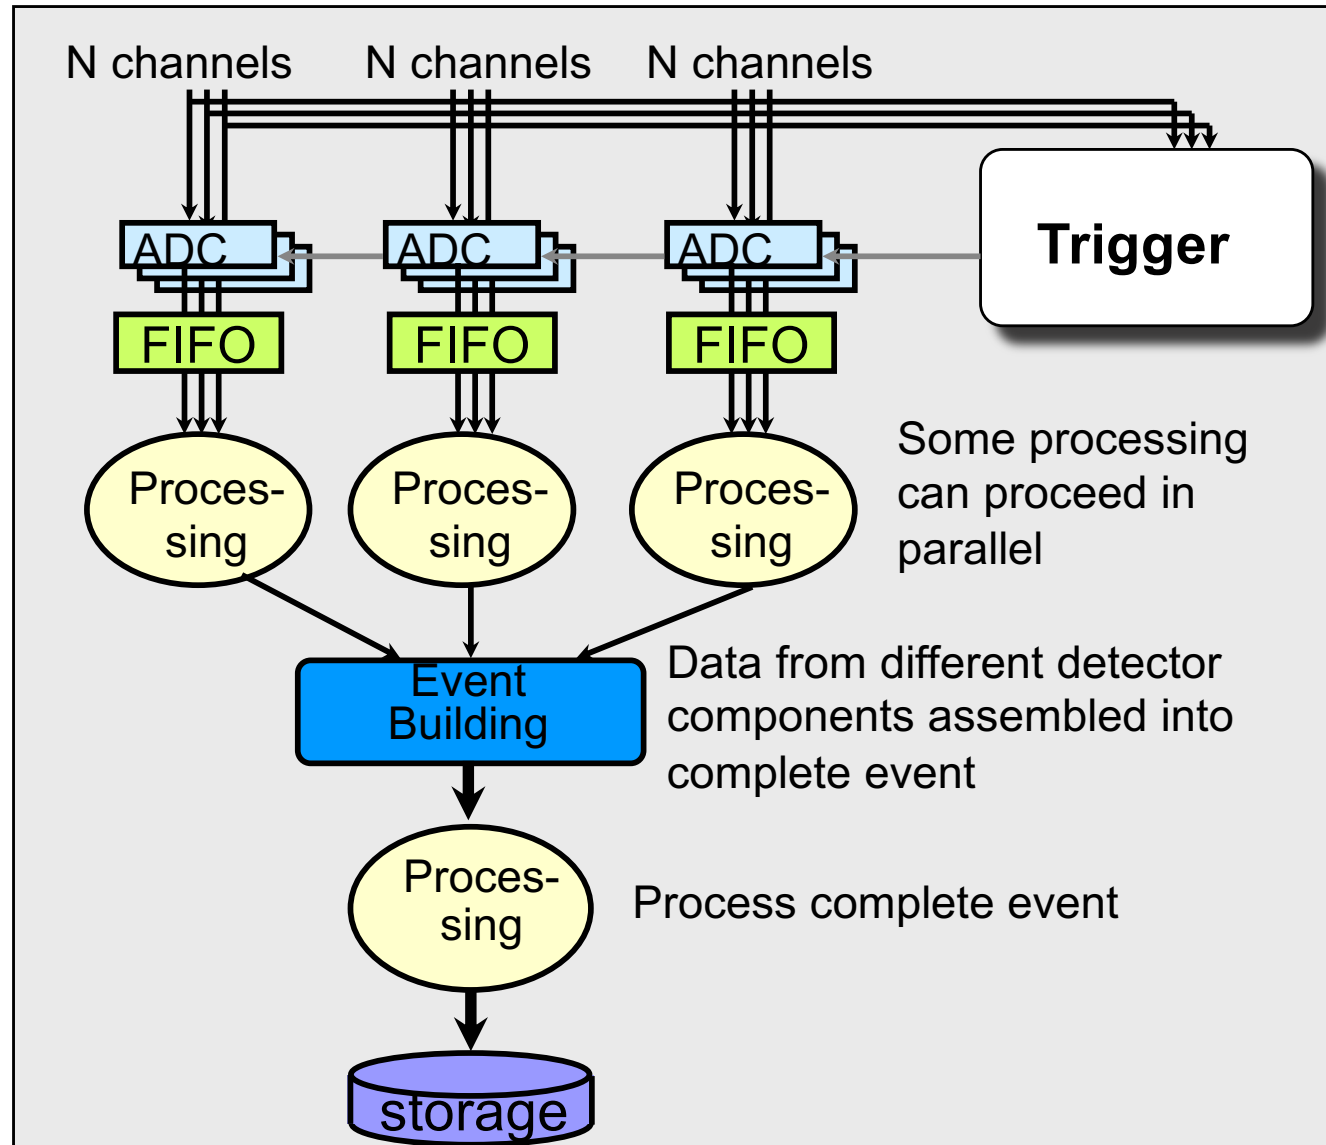 N channels
N channels
N channels
Trigger
ADC
ADC
ADC
FIFO
FIFO
FIFO
Proces-
sing
Proces-
sing
Proces-
sing
Some processing
can proceed in
parallel
Event
Building
Data from different detector
components assembled into
complete event
Proces-
sing
Process complete event
storage